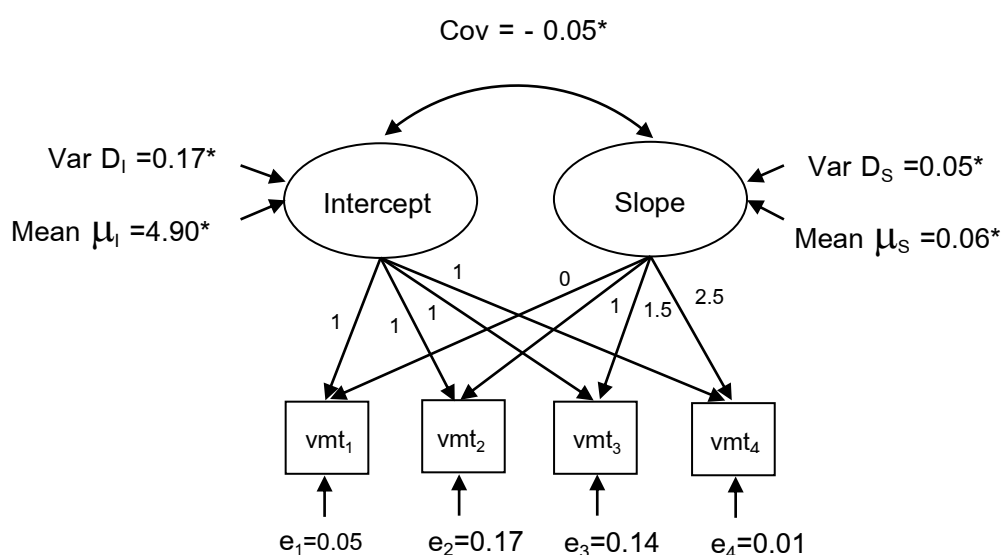 Cov = - 0.05*
Var D_I =0.17*
Var D_S =0.05*
Intercept
Slope
Mean μ_I =4.90*
Mean μ_S =0.06*
1
0
1
1
1
1
1.5
2.5
vmt₁
vmt₂
vmt₃
vmt₄
e₁=0.05
e₂=0.17
e₃=0.14
e₄=0.01